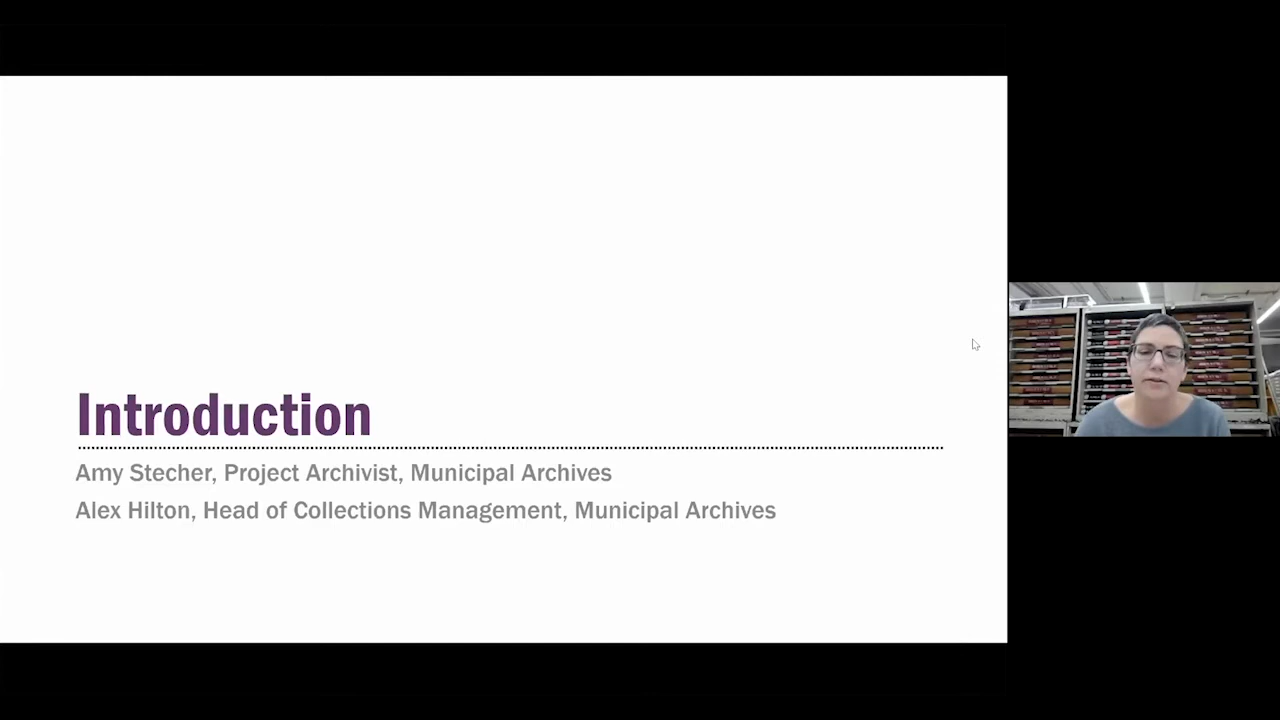 Introduction
Amy Stecher, Project Archivist, Municipal Archives
Alex Hilton, Head of Collections Management, Municipal Archives